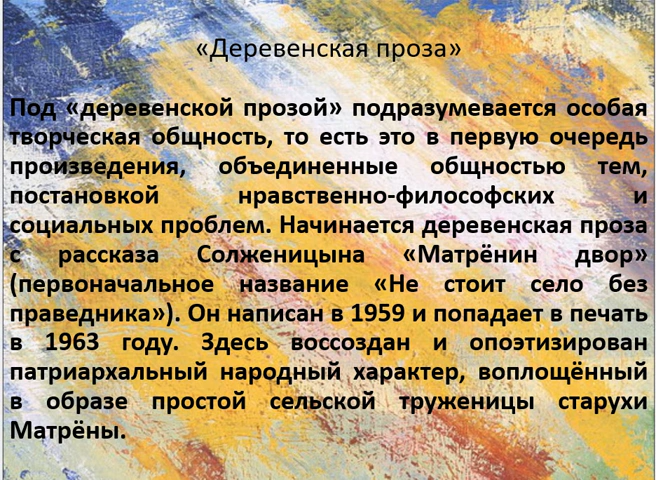 «Деревенская проза»
Под «деревенской прозой» подразумевается особая
творческая общность, то есть это в первую очередь
произведения, объединенные общностью тем,
постановкой нравственно-философских и
социальных проблем. Начинается деревенская проза
с рассказа Солженицына «Матрёнин двор»
(первоначальное название «Не стоит село без
праведника»). Он написан в 1959 и попадает в печать
в 1963 году. Здесь воссоздан и опоэтизирован
патриархальный народный характер, воплощённый
в образе простой сельской труженицы старухи
Матрёны.